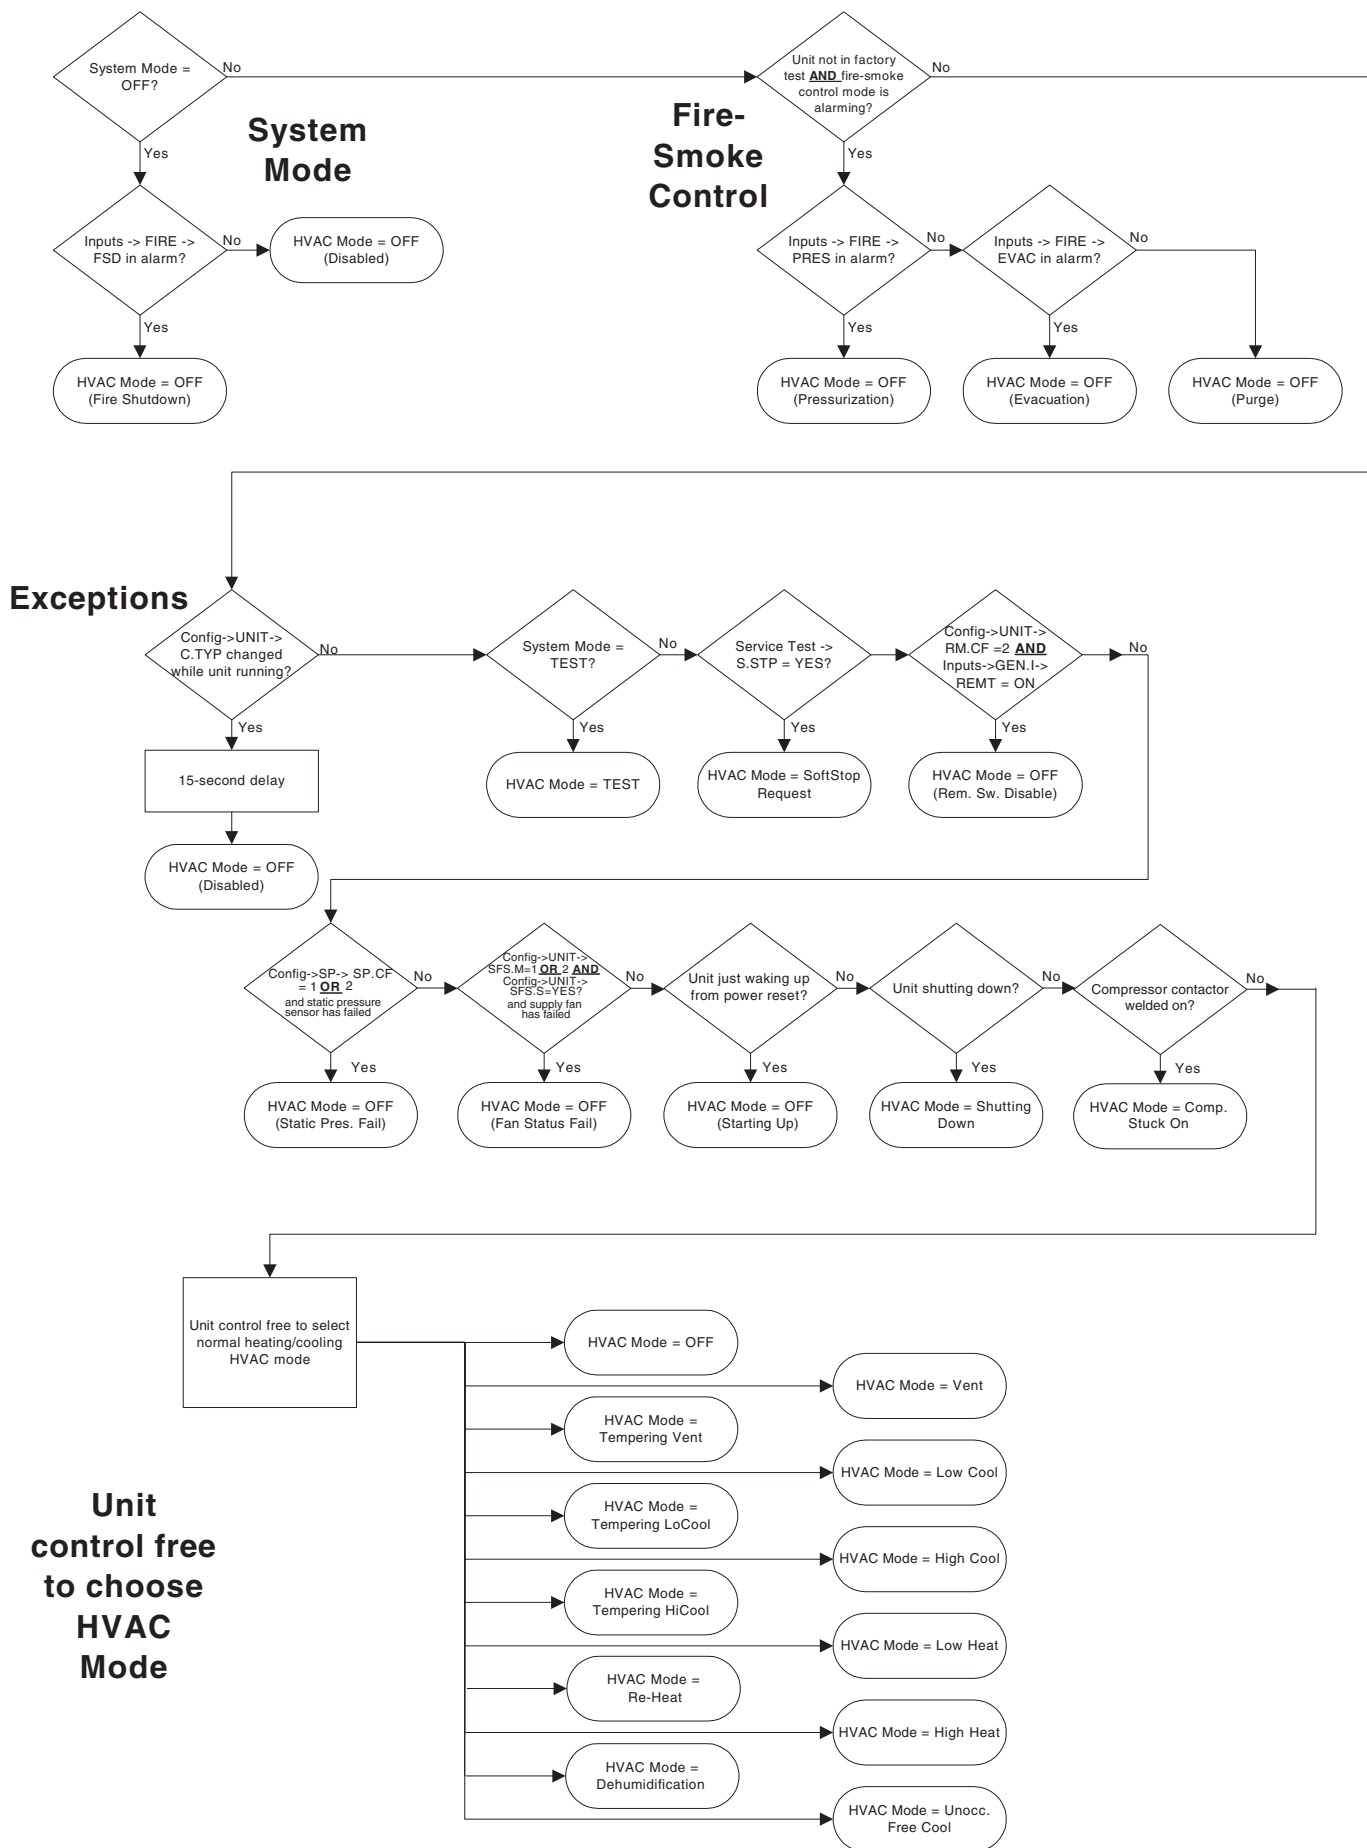 System Mode =
OFF?
No
Yes
System
Mode
Inputs -> FIRE ->
FSD in alarm?
No
HVAC Mode = OFF
(Disabled)
Yes
HVAC Mode = OFF
(Fire Shutdown)
Unit not in factory
test AND fire-smoke
control mode is
alarming?
No
Yes
Fire-
Smoke
Control
Inputs -> FIRE ->
PRES in alarm?
No
Inputs -> FIRE ->
EVAC in alarm?
No
Yes
Yes
HVAC Mode = OFF
(Pressurization)
HVAC Mode = OFF
(Evacuation)
HVAC Mode = OFF
(Purge)
Exceptions
Config->UNIT->
C.TYP changed
while unit running?
No
Yes
15-second delay
HVAC Mode = OFF
(Disabled)
System Mode =
TEST?
No
Yes
HVAC Mode = TEST
Service Test ->
S.STP = YES?
Yes
HVAC Mode = SoftStop
Request
Config->UNIT->
RM.CF =2 AND
Inputs->GEN.I->
REMT = ON
No
Yes
HVAC Mode = OFF
(Rem. Sw. Disable)
Config->SP-> SP.CF
= 1 OR 2
and static pressure
sensor has failed
No
Yes
HVAC Mode = OFF
(Static Pres. Fail)
Config->UNIT->
SFS.M=1 OR 2 AND
Config->UNIT->
SFS.S=YES?
and supply fan
has failed
No
Yes
HVAC Mode = OFF
(Fan Status Fail)
Unit just waking up
from power reset?
No
Yes
HVAC Mode = OFF
(Starting Up)
Unit shutting down?
No
Yes
HVAC Mode = Shutting
Down
Compressor contactor
welded on?
No
Yes
HVAC Mode = Comp.
Stuck On
Unit control free to select
normal heating/cooling
HVAC mode
Unit
control free
to choose
HVAC
Mode
HVAC Mode = OFF
HVAC Mode = Vent
HVAC Mode =
Tempering Vent
HVAC Mode = Low Cool
HVAC Mode =
Tempering LoCool
HVAC Mode = High Cool
HVAC Mode =
Tempering HiCool
HVAC Mode = Low Heat
HVAC Mode =
Re-Heat
HVAC Mode = High Heat
HVAC Mode =
Dehumidification
HVAC Mode = Unocc.
Free Cool